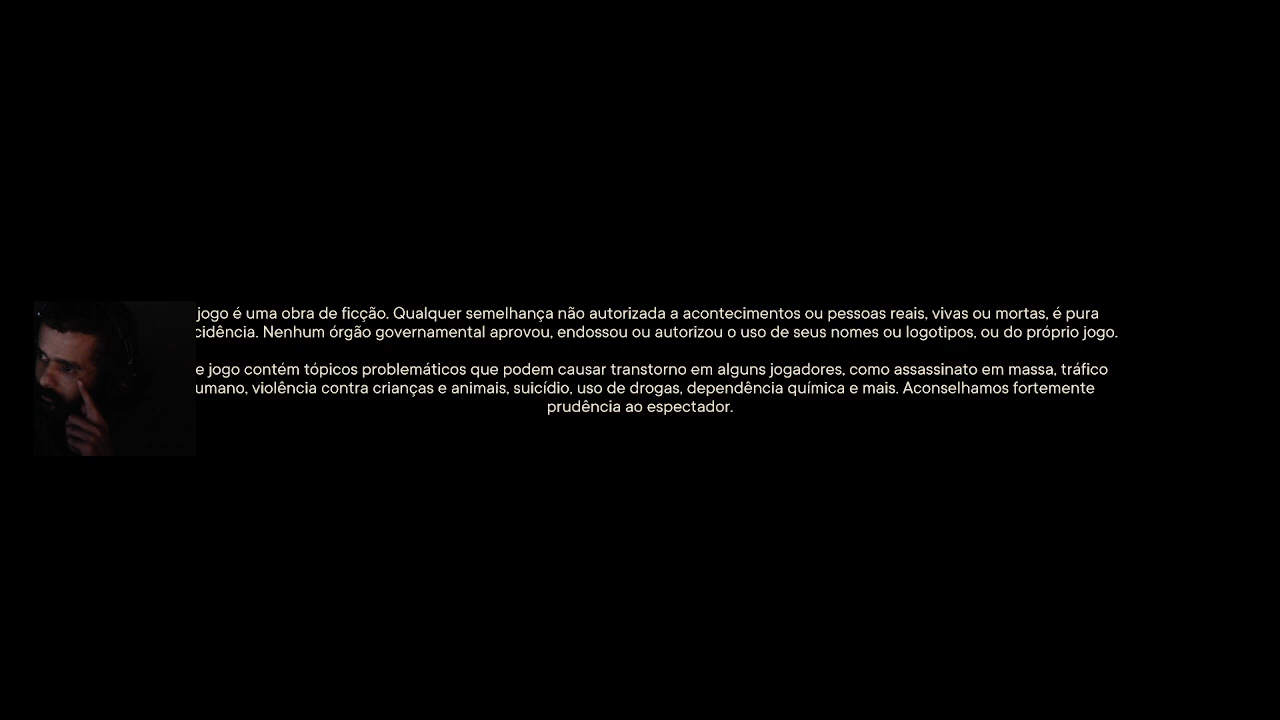 jogo é uma obra de ficção. Qualquer semelhança não autorizada a acontecimentos ou pessoas reais, vivas ou mortas, é pura
cidência. Nenhum órgão governamental aprovou, endossou ou autorizou o uso de seus nomes ou logotipos, ou do próprio jogo.
e jogo contém tópicos problemáticos que podem causar transtorno em alguns jogadores, como assassinato em massa, tráfico
umano, violência contra crianças e animais, suicídio, uso de drogas, dependência química e mais. Aconselhamos fortemente
prudência ao espectador.